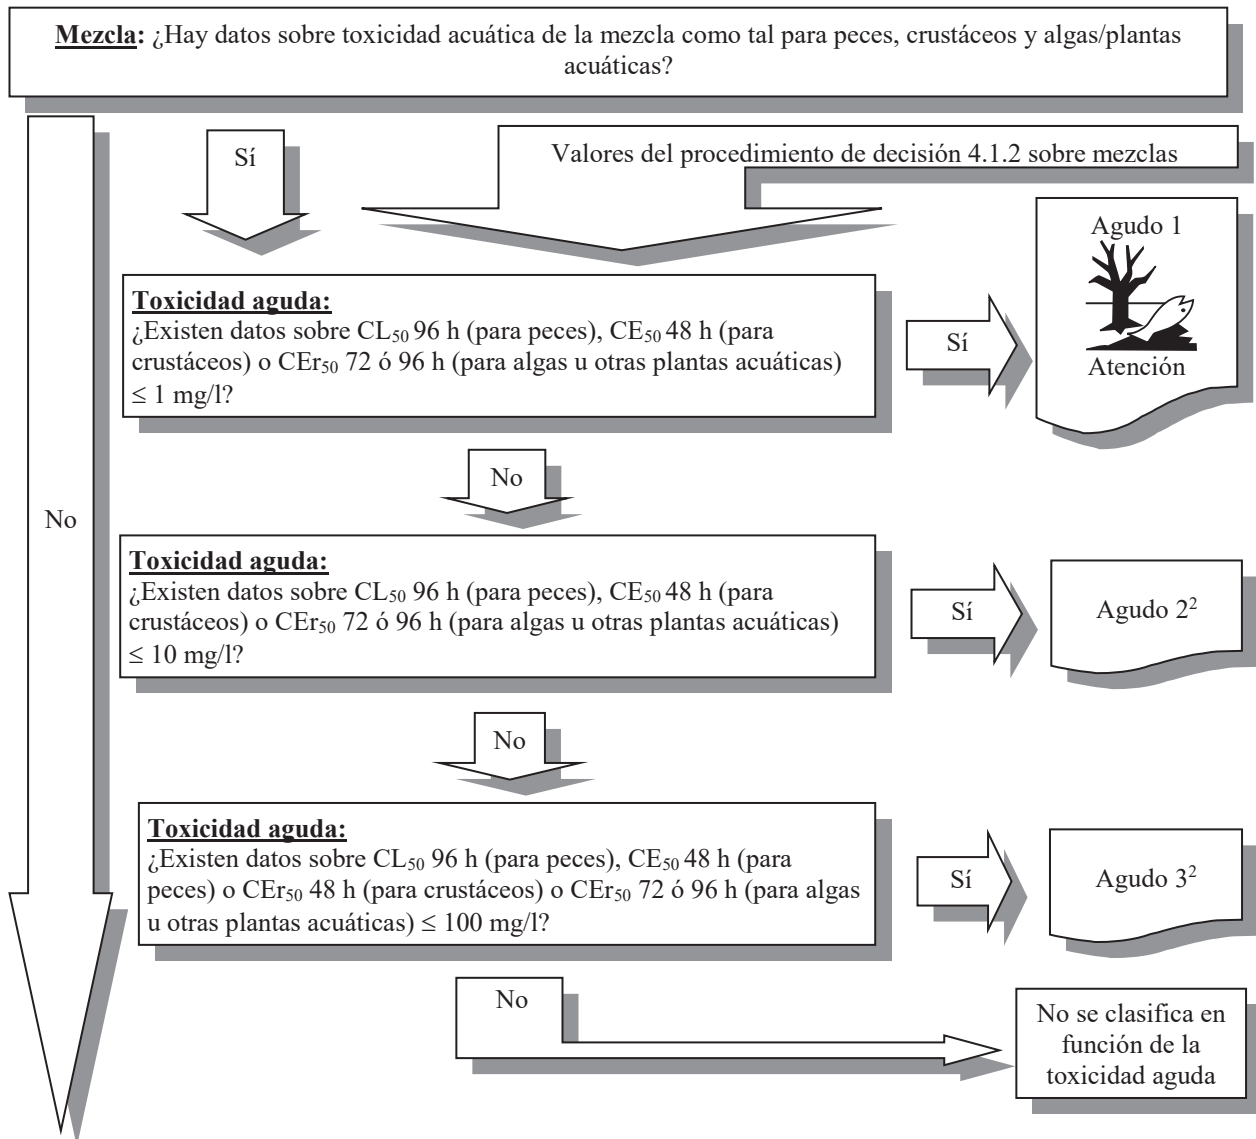 Mezcla: ¿Hay datos sobre toxicidad acuática de la mezcla como tal para peces, crustáceos y algas/plantas
acuáticas?
Sí
Valores del procedimiento de decisión 4.1.2 sobre mezclas
Toxicidad aguda:
¿Existen datos sobre CL₅₀ 96 h (para peces), CE₅₀ 48 h (para
crustáceos) o CEr₅₀ 72 ó 96 h (para algas u otras plantas acuáticas)
≤ 1 mg/l?
Sí
Agudo 1
Atención
No
No
Toxicidad aguda:
¿Existen datos sobre CL₅₀ 96 h (para peces), CE₅₀ 48 h (para
crustáceos) o CEr₅₀ 72 ó 96 h (para algas u otras plantas acuáticas)
≤ 10 mg/l?
Sí
Agudo 2²
No
Toxicidad aguda:
¿Existen datos sobre CL₅₀ 96 h (para peces), CE₅₀ 48 h (para
peces) o CEr₅₀ 48 h (para crustáceos) o CEr₅₀ 72 ó 96 h (para algas
u otras plantas acuáticas) ≤ 100 mg/l?
Sí
Agudo 3²
No
No se clasifica en
función de la
toxicidad aguda